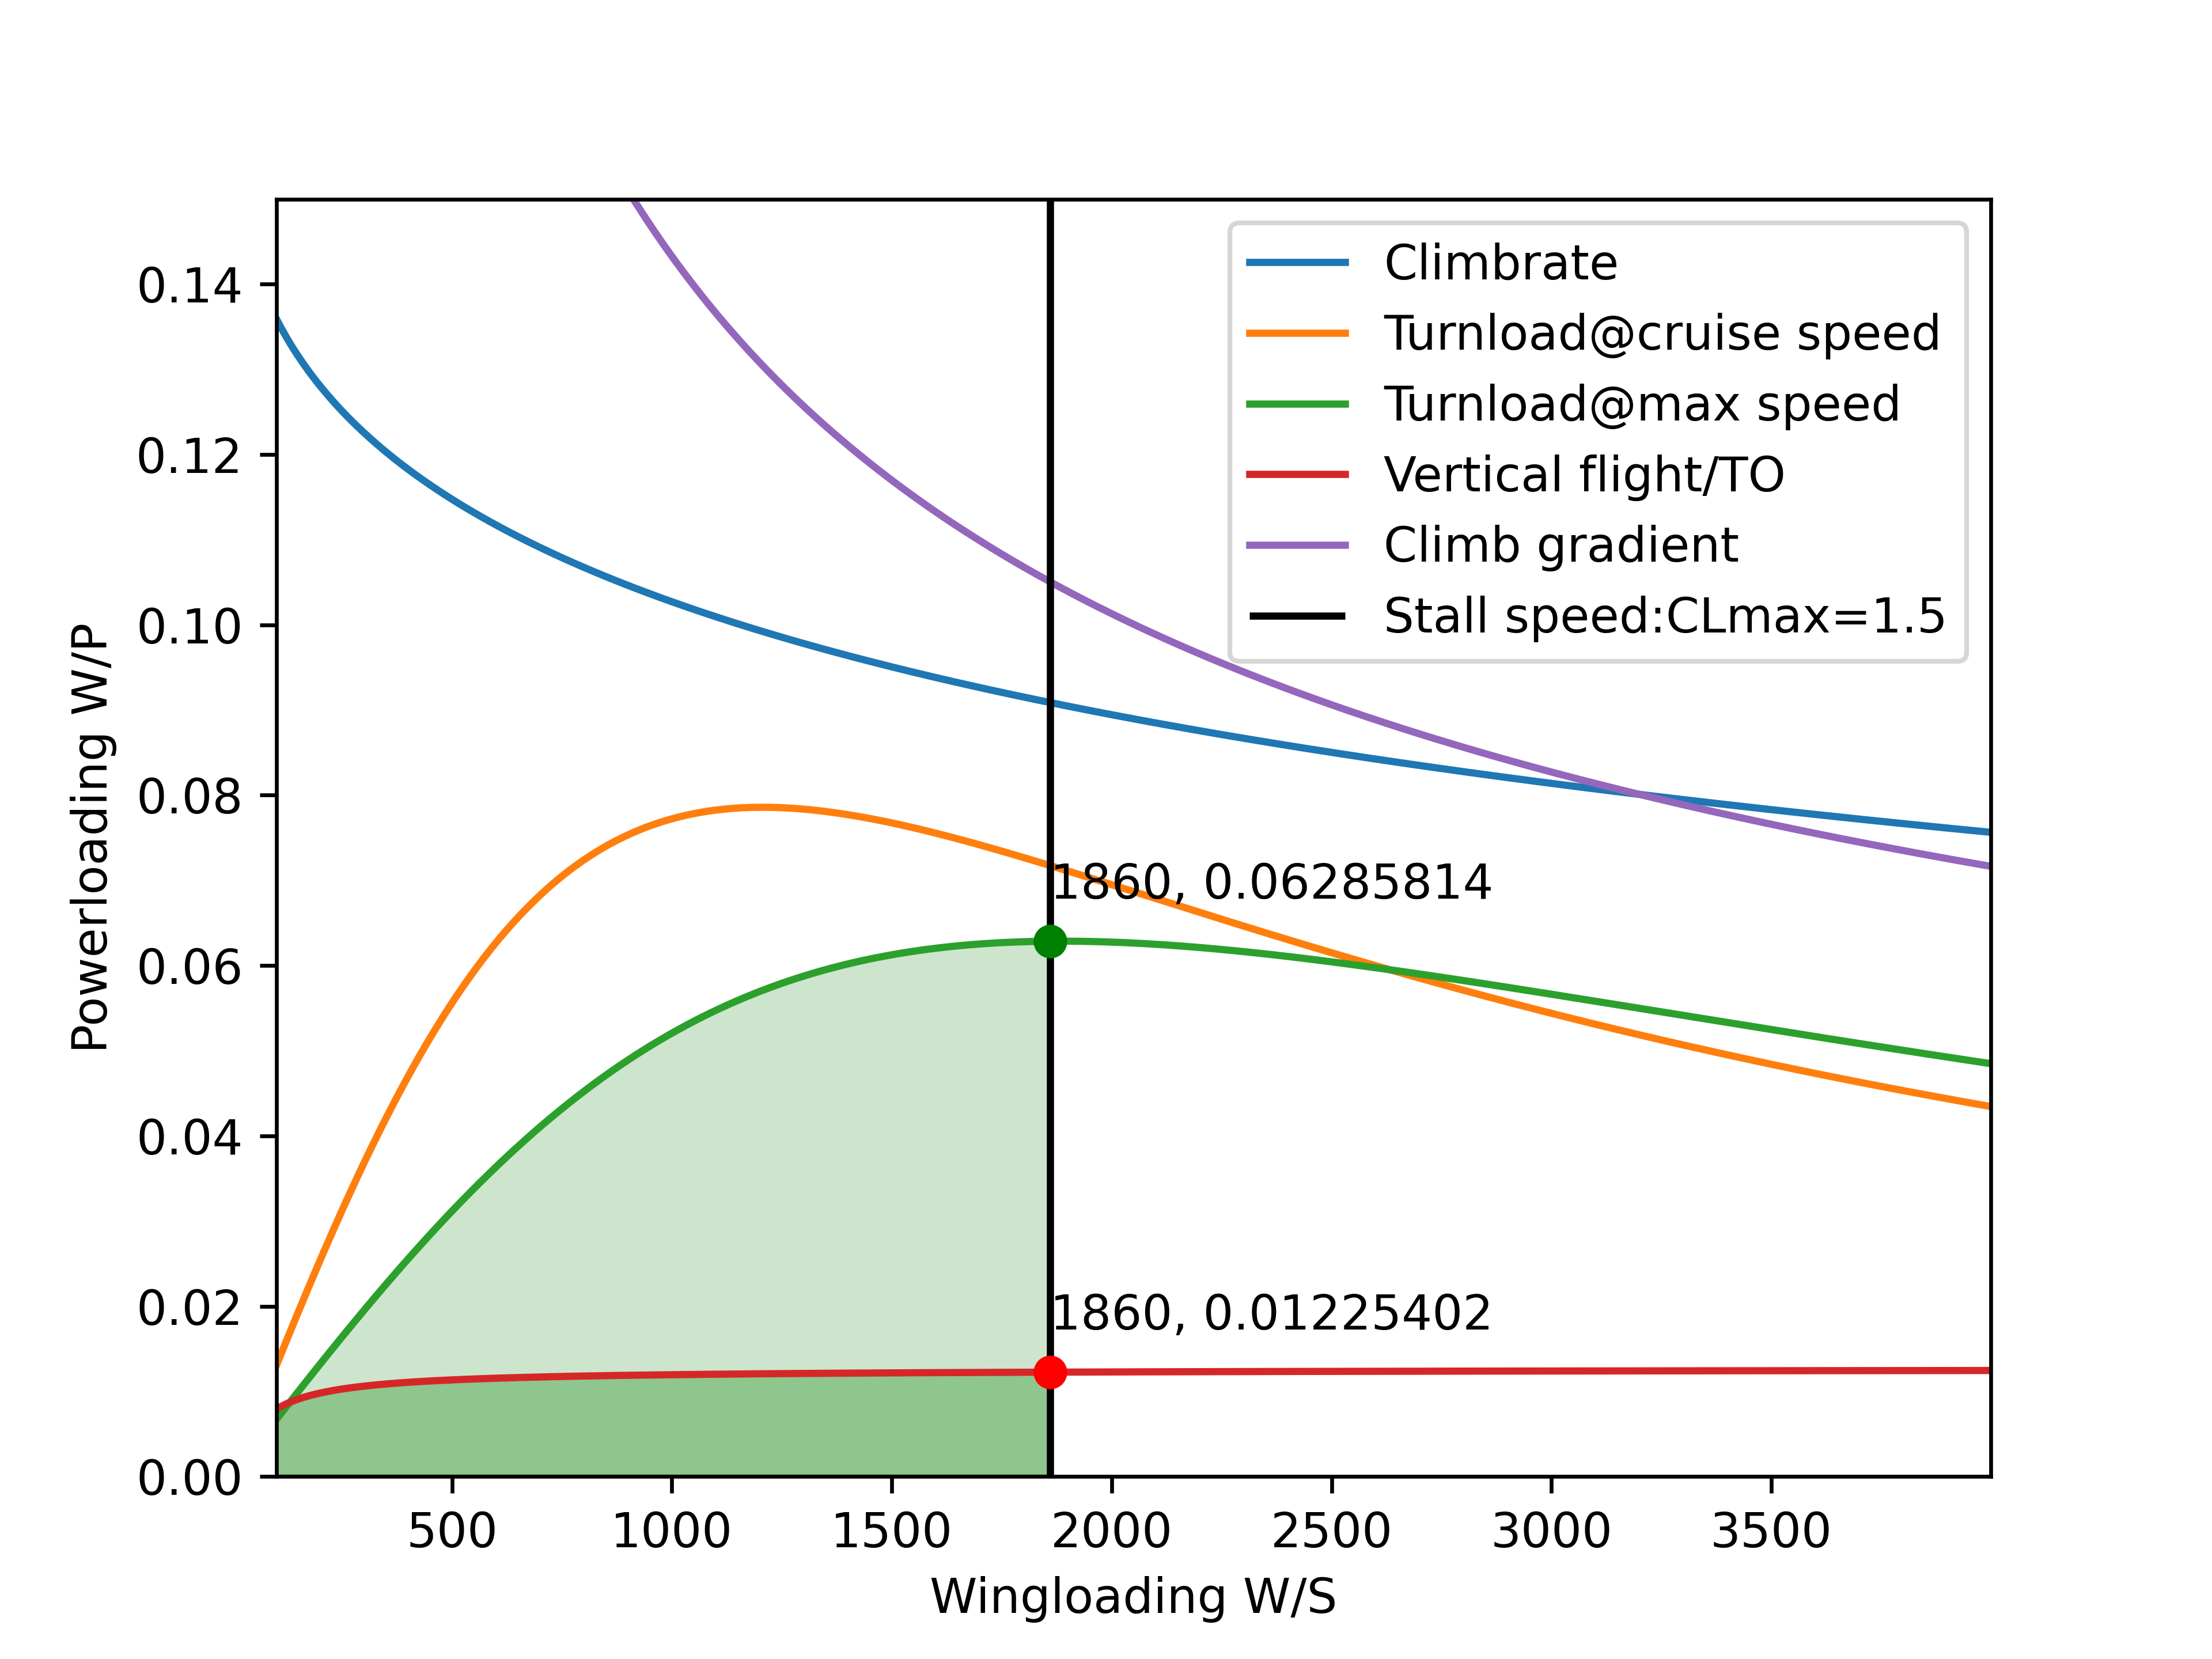 Climbrate
Turnload@cruise speed
Turnload@max speed
Vertical flight/TO
Climb gradient
Stall speed:CLmax=1.5
0.14
0.12
0.10
0.08
0.06
0.04
0.02
0.00
Powerloading W/P
1860, 0.06285814
1860, 0.01225402
500 1000 1500 2000 2500 3000 3500
Wingloading W/S